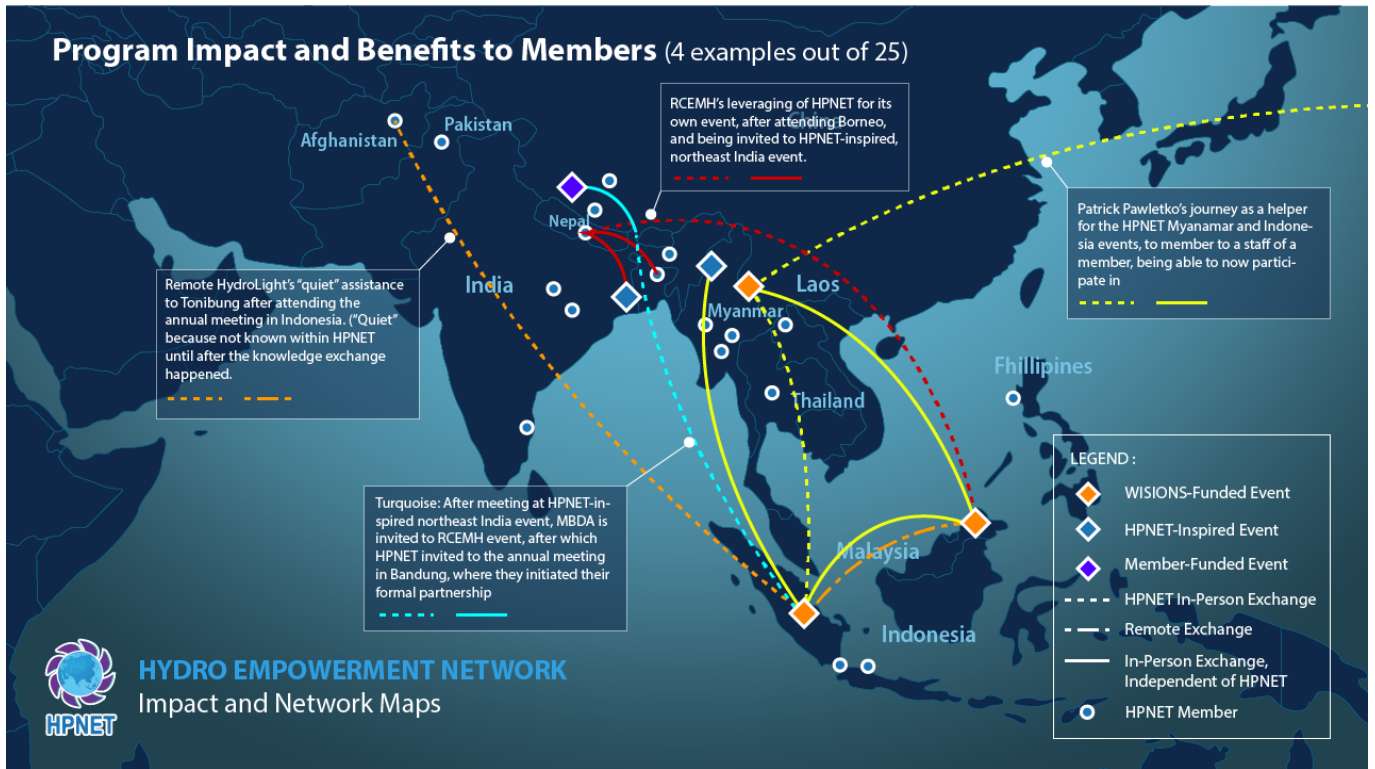 Program Impact and Benefits to Members (4 examples out of 25)
RCEMH's leveraging of HPNET for its
own event, after attending Borneo,
and being invited to HPNET-inspired,
northeast India event.
China
Afghanistan
Pakistan
Nepal
India
Laos
Myanmar
Thailand
Fhillipines
Malaysia
Indonesia
Patrick Pawletko's journey as a helper
for the HPNET Myanamar and Indone-
sia events, to member to a staff of a
member, being able to now partici-
pate in
Remote HydroLight's "quiet" assistance
to Tonibung after attending the
annual meeting in Indonesia. ("Quiet"
because not known within HPNET
until after the knowledge exchange
happened.
Turquoise: After meeting at HPNET-in-
spired northeast India event, MBDA is
invited to RCEMH event, after which
HPNET invited to the annual meeting
in Bandung, where they initiated their
formal partnership
LEGEND :
WISIONS-Funded Event
HPNET-Inspired Event
Member-Funded Event
HPNET In-Person Exchange
Remote Exchange
In-Person Exchange,
Independent of HPNET
HPNET Member
HYDRO EMPOWERMENT NETWORK
Impact and Network Maps
HPNET